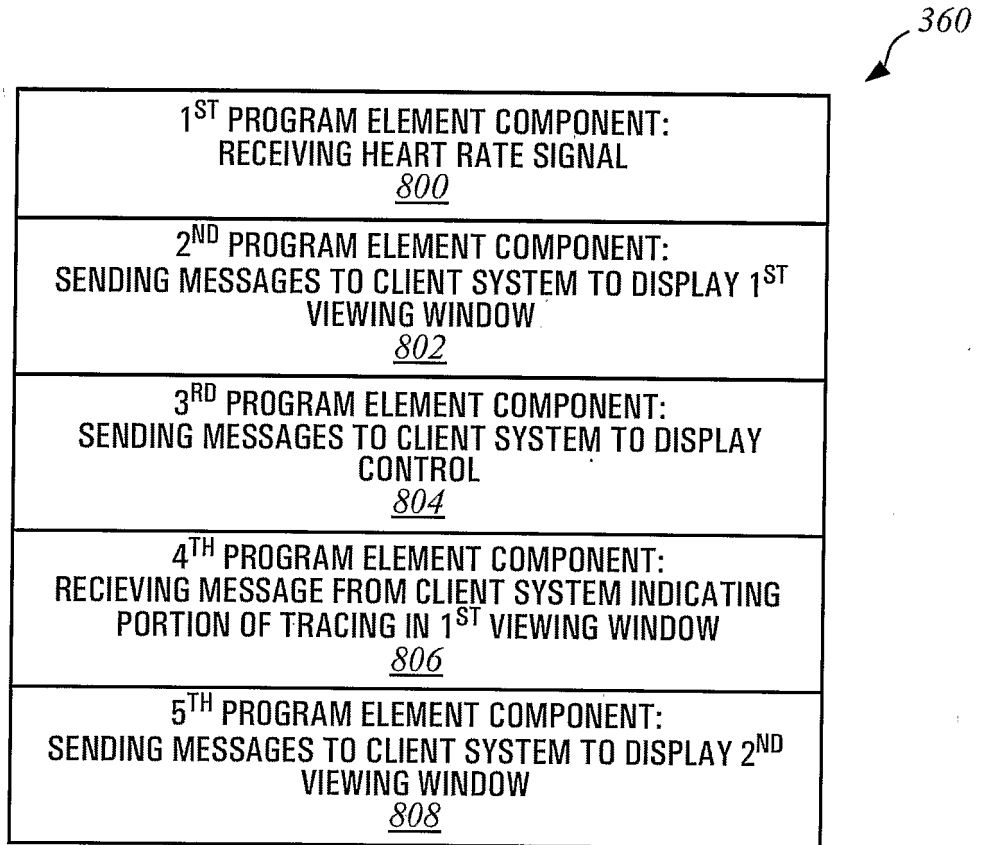 360
1ST PROGRAM ELEMENT COMPONENT:
RECEIVING HEART RATE SIGNAL
800
2ND PROGRAM ELEMENT COMPONENT:
SENDING MESSAGES TO CLIENT SYSTEM TO DISPLAY 1ST
VIEWING WINDOW
802
3RD PROGRAM ELEMENT COMPONENT:
SENDING MESSAGES TO CLIENT SYSTEM TO DISPLAY
CONTROL
804
4TH PROGRAM ELEMENT COMPONENT:
RECIEVING MESSAGE FROM CLIENT SYSTEM INDICATING
PORTION OF TRACING IN 1ST VIEWING WINDOW
806
5TH PROGRAM ELEMENT COMPONENT:
SENDING MESSAGES TO CLIENT SYSTEM TO DISPLAY 2ND
VIEWING WINDOW
808